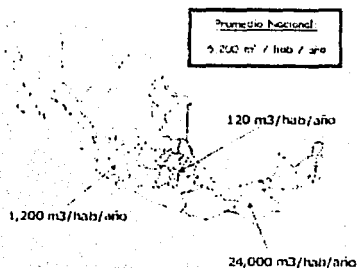 Promedio Nacional:
5,200 m³ / hab / año
120 m3/hab/año
1,200 m3/hab/año
24,000 m3/hab/año